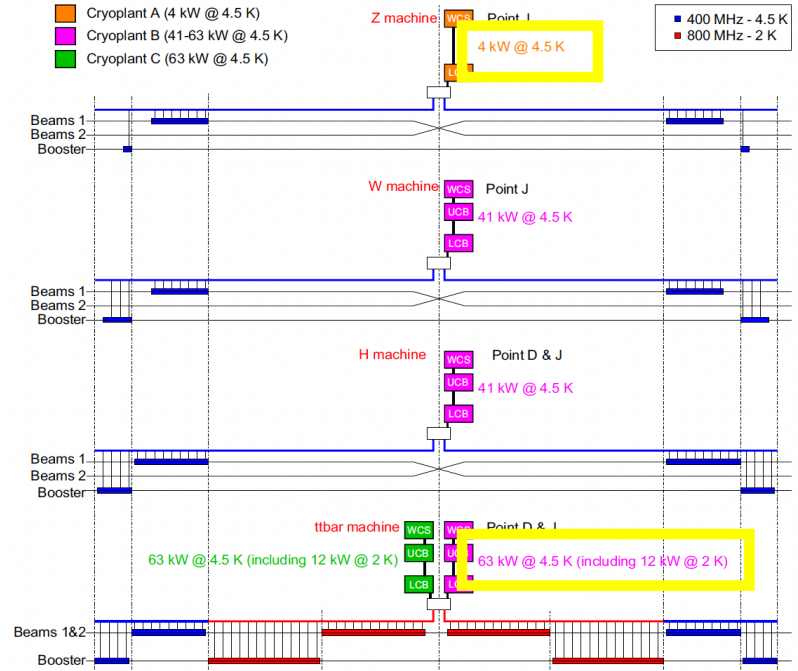 Cryoplant A (4 kW @ 4.5 K)
Cryoplant B (41-63 kW @ 4.5 K)
Cryoplant C (63 kW @ 4.5 K)
400 MHz - 4.5 K
800 MHz - 2 K
Z machine
WCS
Point J
4 kW @ 4.5 K
Beams 1
Beams 2
Booster
W machine
WCS
Point J
UCB
41 kW @ 4.5 K
LCB
Beams 1
Beams 2
Booster
H machine
WCS
Point D & J
UCB
41 kW @ 4.5 K
LCB
Beams 1
Beams 2
Booster
ttbar machine
WCS
Point D & J
UCB
63 kW @ 4.5 K (including 12 kW @ 2 K)
63 kW @ 4.5 K (including 12 kW @ 2 K)
LCB
Beams 1&2
Booster